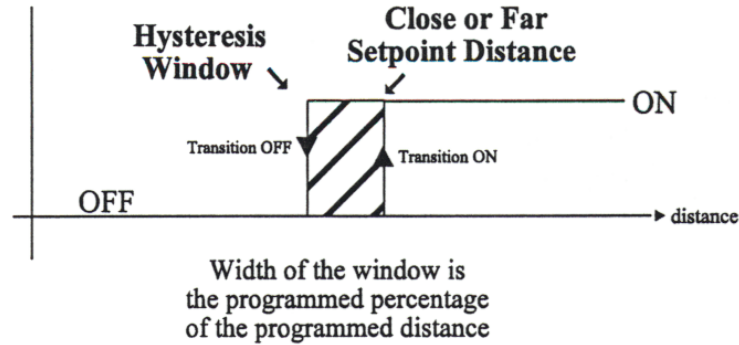 Hysteresis
Window
Close or Far
Setpoint Distance
ON
Transition OFF
Transition ON
OFF
distance
Width of the window is
the programmed percentage
of the programmed distance